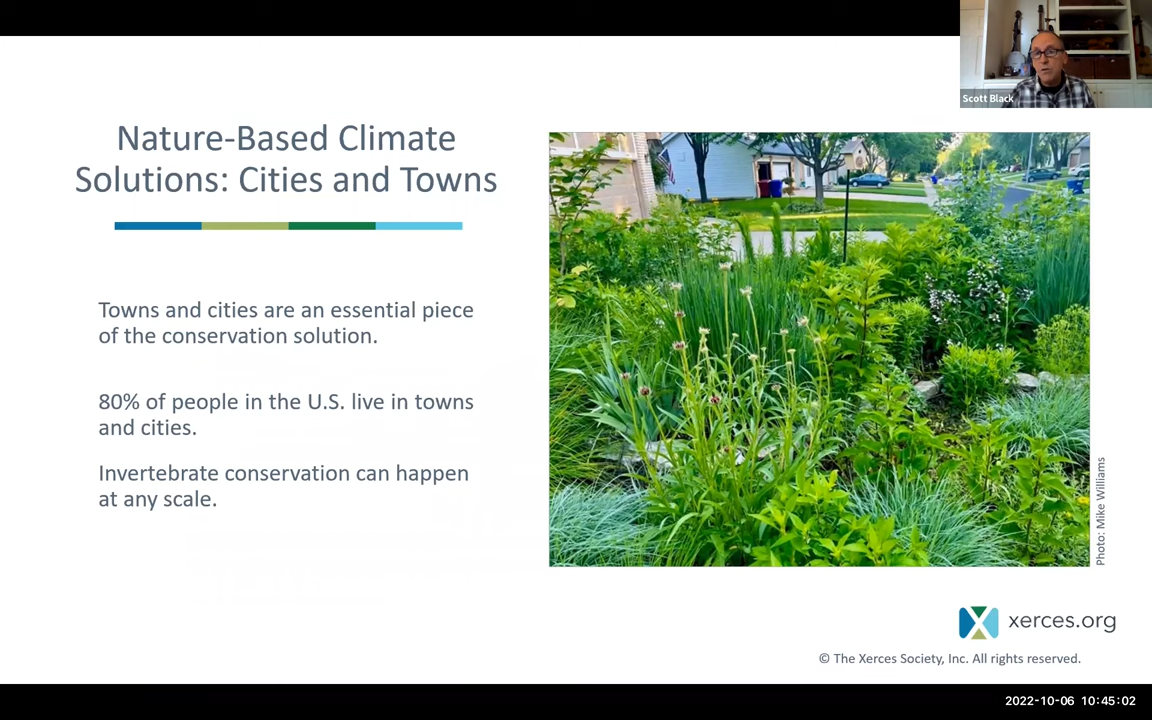 Scott Black
Nature-Based Climate
Solutions: Cities and Towns
Towns and cities are an essential piece
of the conservation solution.
80% of people in the U.S. live in towns
and cities.
Invertebrate conservation can happen
at any scale.
Photo: Mike Williams
xerces.org
© The Xerces Society, Inc. All rights reserved.
2022-10-06 10:45:02